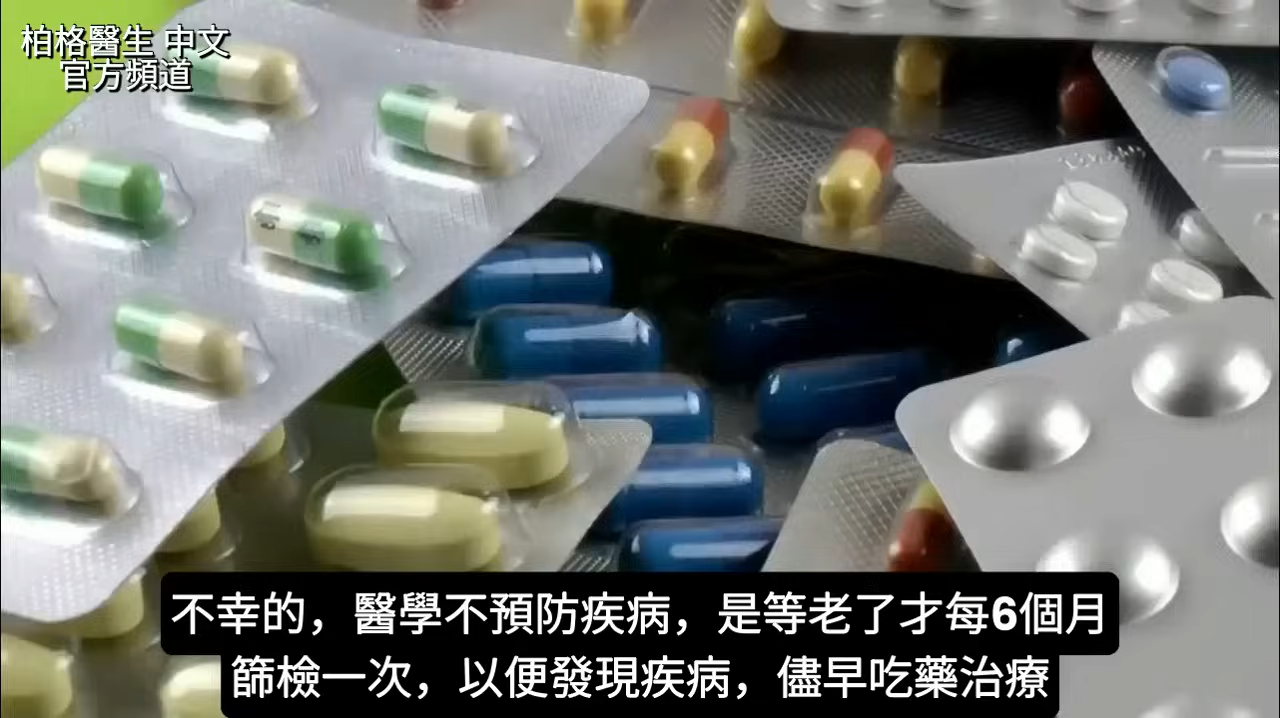 柏格醫生 中文
官方頻道
不幸的，醫學不預防疾病，是等老了才每6個月
篩檢一次，以便發現疾病，儘早吃藥治療